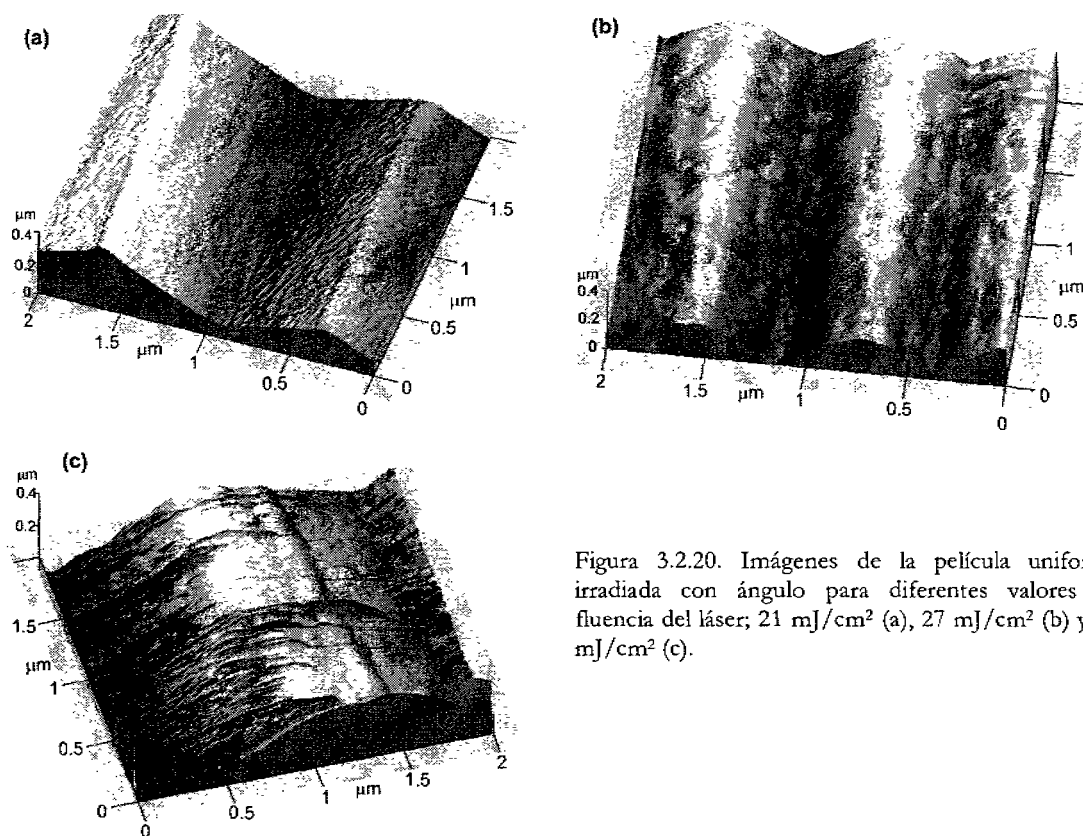 (a)
µm
0.4
0.2
0
2
1.5
1
µm
0.5
0
0
0.5
1
µm
1.5
(b)
µm
0.4
0.2
0
2
1.5
µm
1
0.5
0
0
0.5
1
µm
(c)
µm
0.4
0.2
1.5
µm
1
0.5
0
0
0.5
1
µm
1.5
2
Figura 3.2.20. Imágenes de la película
irradiada con ángulo para diferentes valores
fluencia del láser; 21 mJ/cm² (a), 27 mJ/cm² (b) y
mJ/cm² (c).